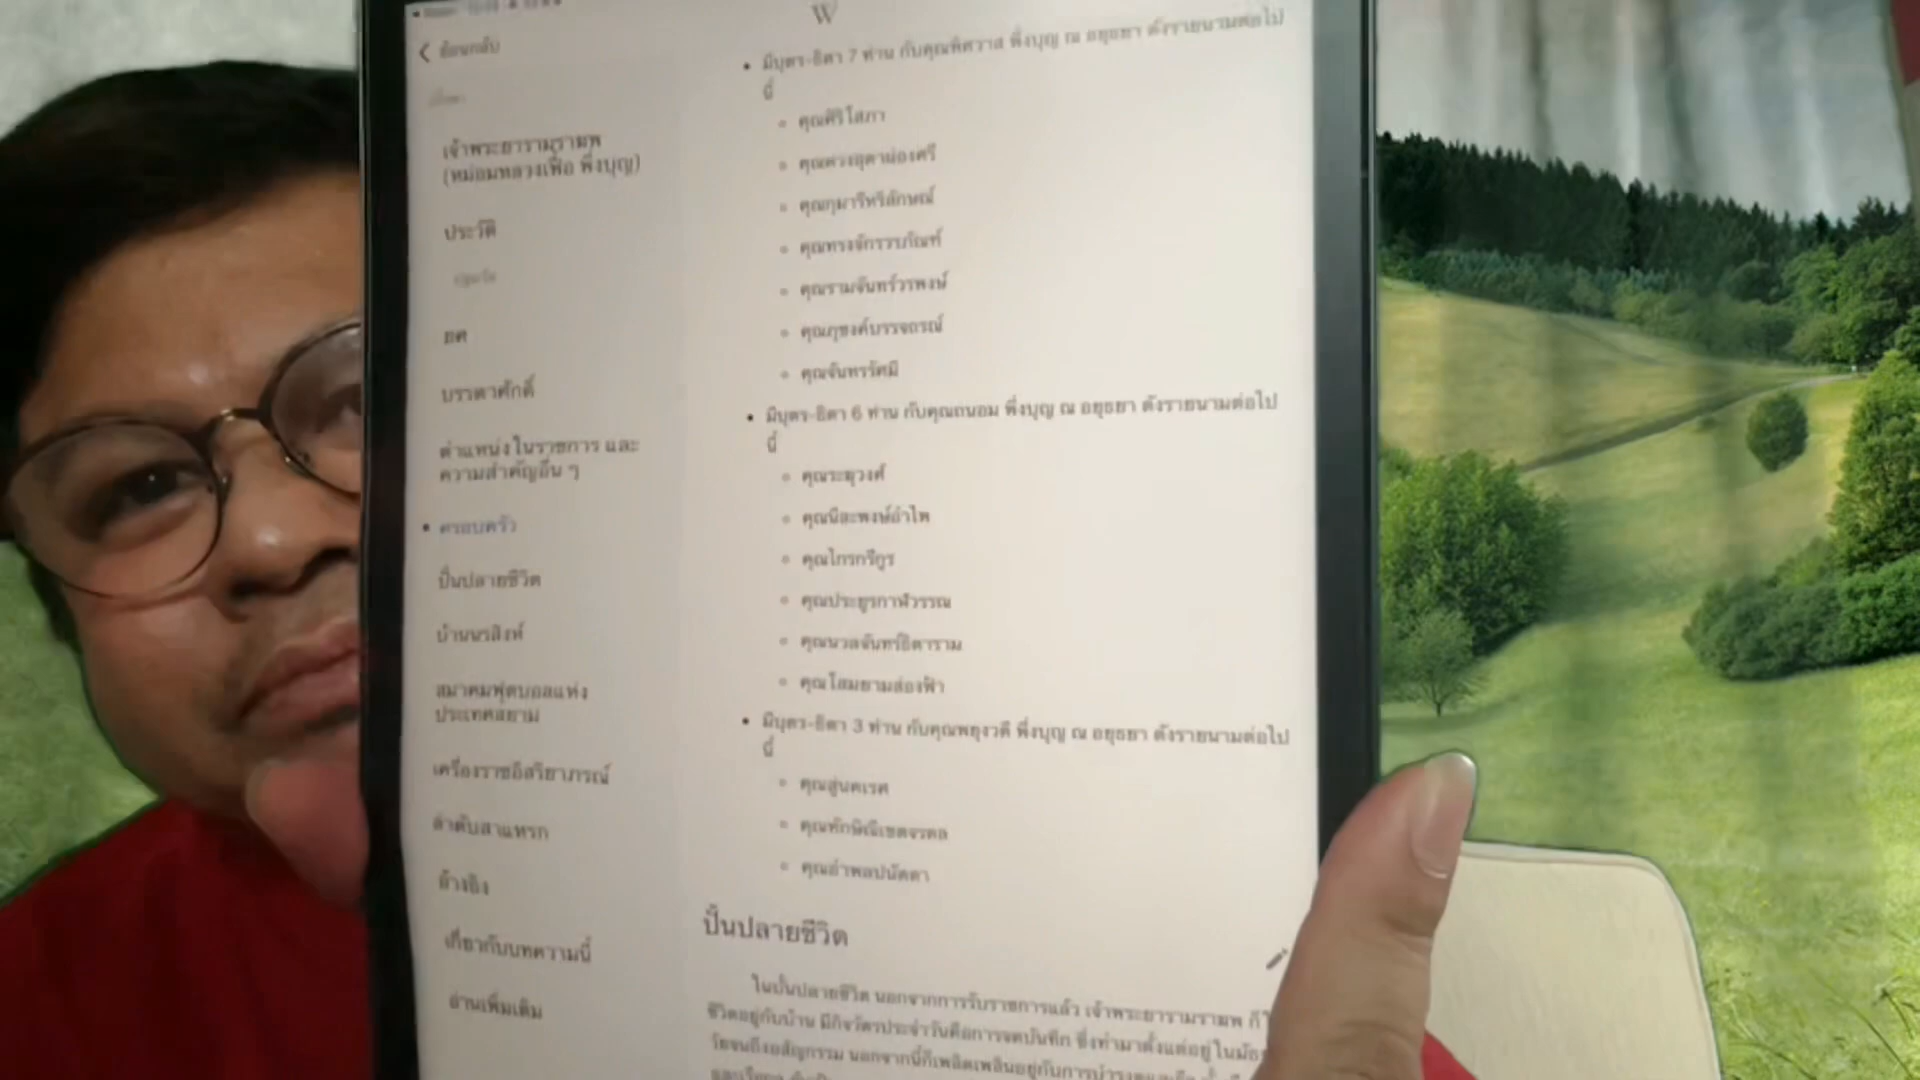 W
ย้อนกลับ
เจ้าพระยารามราฆพ
(หม่อมหลวงเฟื้อ พึ่งบุญ)
ประวัติ
ปฐมวัย
ยศ
บรรดาศักดิ์
ตำแหน่งในราชการ และ
ความสำคัญอื่น ๆ
ครอบครัว
บั้นปลายชีวิต
บ้านนรสิงห์
สมาคมฟุตบอลแห่ง
ประเทศสยาม
เครื่องราชอิสริยาภรณ์
ลำดับสาแหรก
อ้างอิง
เกี่ยวกับบทความนี้
อ่านเพิ่มเติม
มีบุตร-ธิดา 7 ท่าน กับคุณพิศวาส พึ่งบุญ ณ อยุธยา ดังรายนามต่อไป
นี้
คุณศิริโสภา
คุณดวงสุดาผ่องศรี
คุณกุมารีหรีลักษณ์
คุณทรงจักรวรภัณฑ์
คุณรามจันทร์วรพงษ์
คุณภุชงค์บรรจถรณ์
คุณจันทรรัศมี
มีบุตร-ธิดา 6 ท่าน กับคุณถนอม พึ่งบุญ ณ อยุธยา ดังรายนามต่อไป
นี้
คุณระฆุวงศ์
คุณนีละพงษ์อำไพ
คุณไกรกรีกูร
คุณประยูรกาฬวรรณ
คุณนวลจันทร์ธิดาราม
คุณโสมยามส่องฟ้า
มีบุตร-ธิดา 3 ท่าน กับคุณพยุงวดี พึ่งบุญ ณ อยุธยา ดังรายนามต่อไป
นี้
คุณสู่นคเรศ
คุณทักษิณีเขตจรดล
คุณอำพลปนัดดา
บั้นปลายชีวิต
ในบั้นปลายชีวิต นอกจากการรับราชการแล้ว เจ้าพระยารามราฆพ ก็
ชีวิตอยู่กับบ้าน มีกิจวัตรประจำวันคือการจดบันทึก ซึ่งทำมาตั้งแต่อยู่ในมัธ
วัยจนถึงอสัญกรรม นอกจากนี้ก็เพลิดเพลินอยู่กับการ